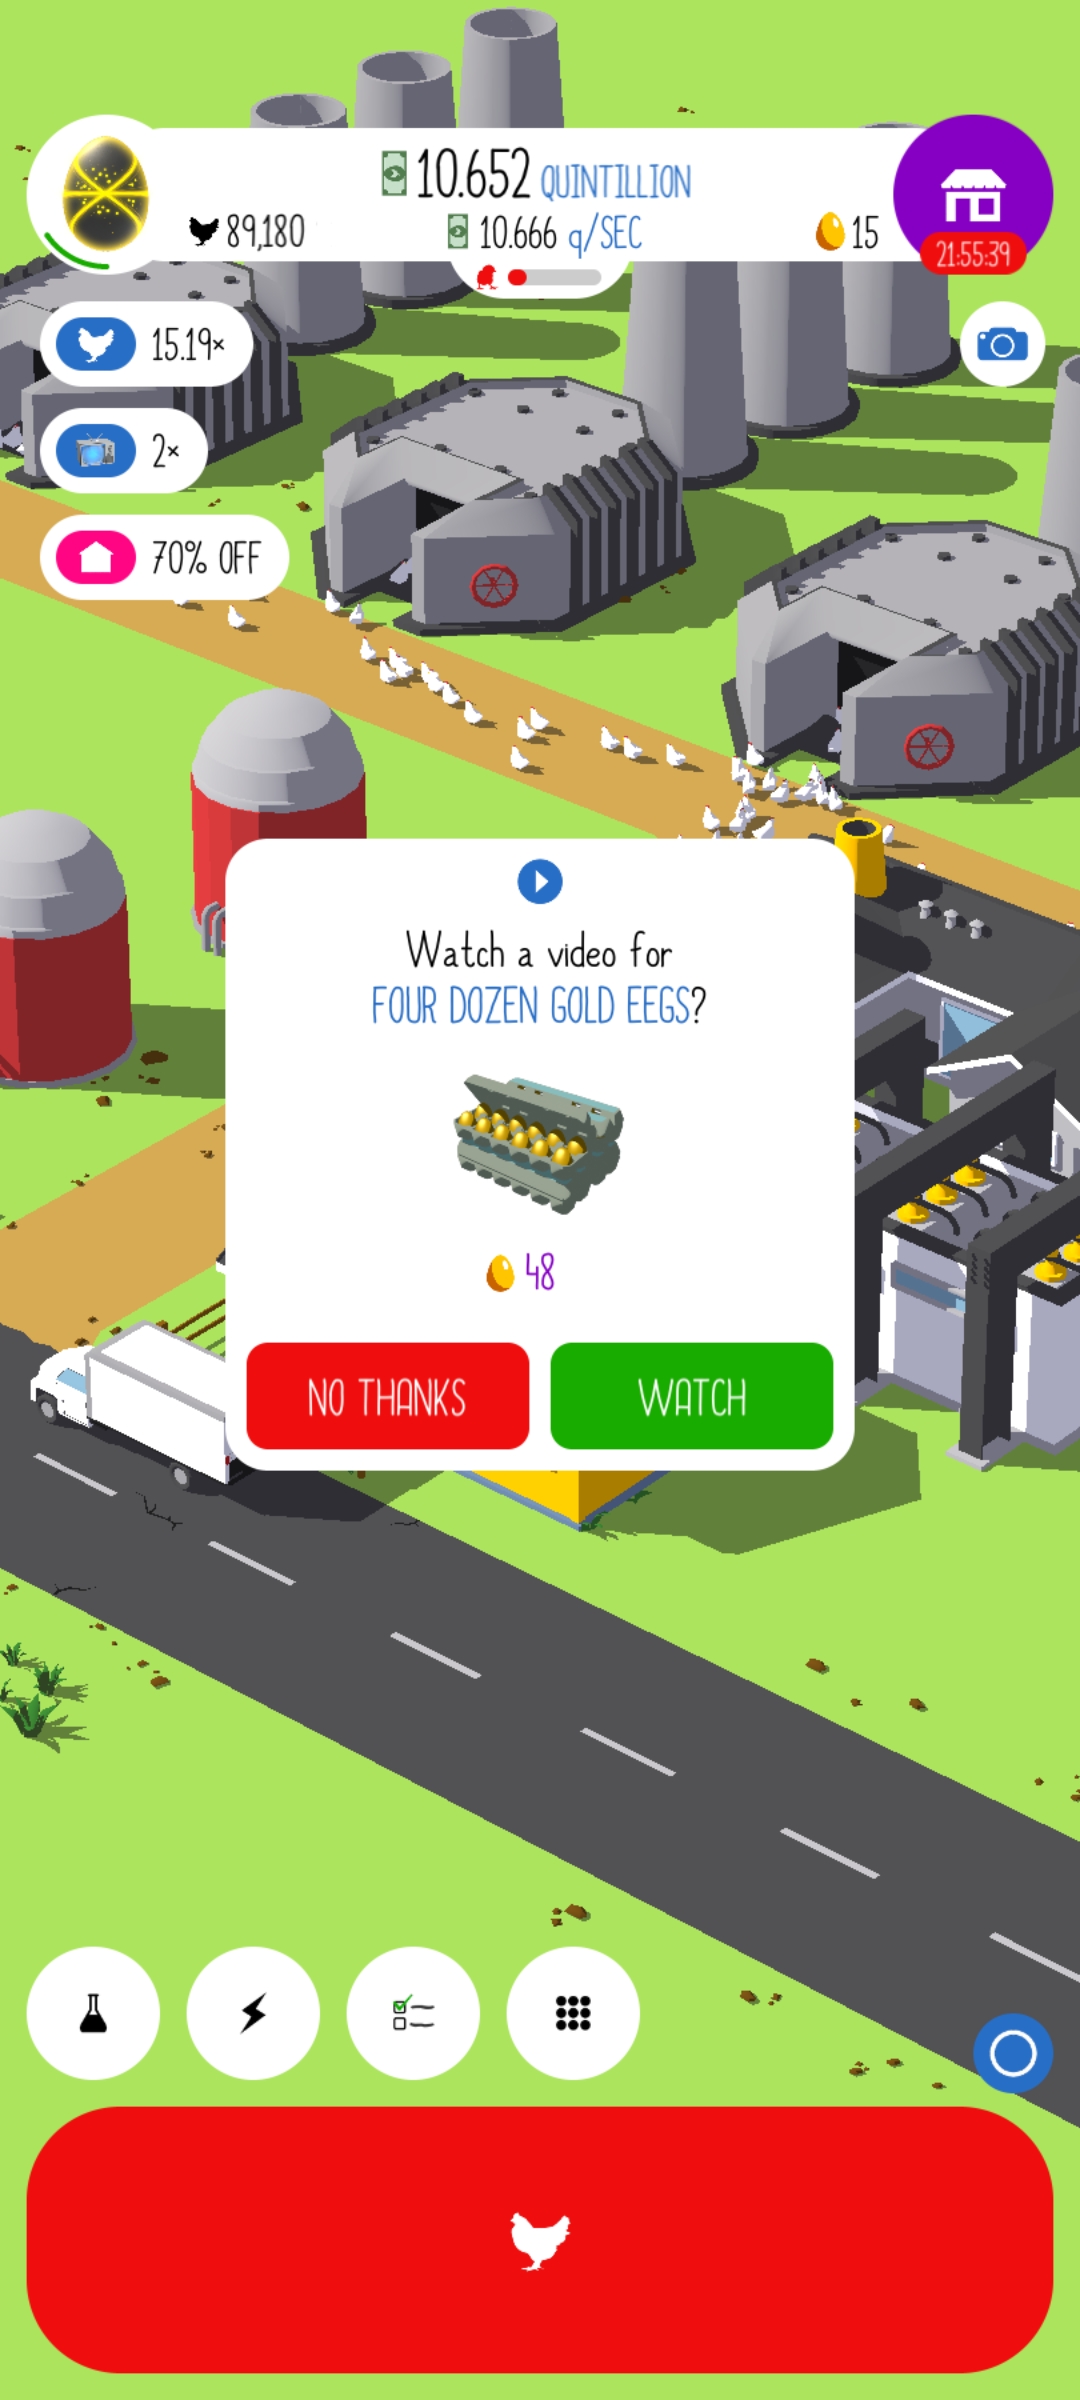 10.652 QUINTILLION
89,180
10.666 q/SEC
15
21:55:39
15.19×
2×
70% OFF
Watch a video for
FOUR DOZEN GOLD EEGS?
48
NO THANKS
WATCH